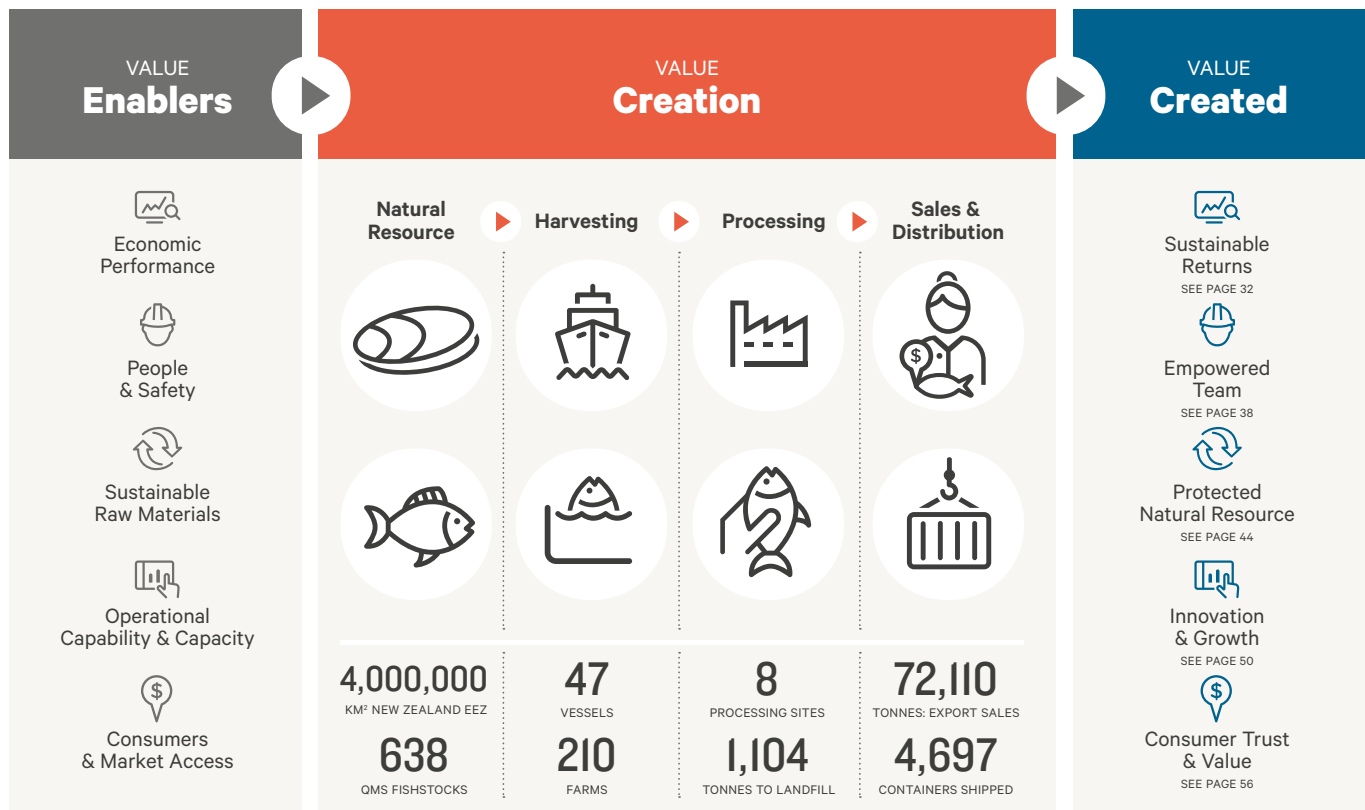 VALUE
Enablers
Economic
Performance
People
& Safety
Sustainable
Raw Materials
Operational
Capability & Capacity
$
Consumers
& Market Access
VALUE
Creation
Natural
Resource
Harvesting
Processing
Sales &
Distribution
$
4,000,000
KM² NEW ZEALAND EEZ
638
QMS FISHSTOCKS
47
VESSELS
210
FARMS
8
PROCESSING SITES
1,104
TONNES TO LANDFILL
72,110
TONNES: EXPORT SALES
4,697
CONTAINERS SHIPPED
VALUE
Created
Sustainable
Returns
SEE PAGE 32
Empowered
Team
SEE PAGE 38
Protected
Natural Resource
SEE PAGE 44
Innovation
& Growth
SEE PAGE 50
$
Consumer Trust
& Value
SEE PAGE 56